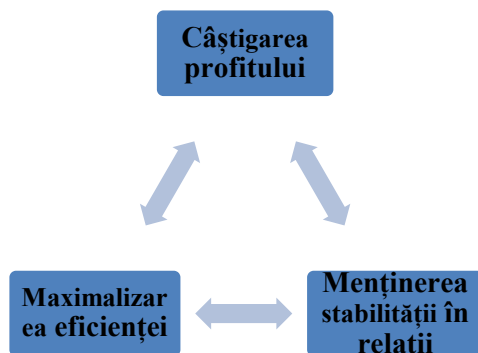 Câștigarea
profitului
Maximalizar
ea eficienței
Menținerea
stabilității în
relații